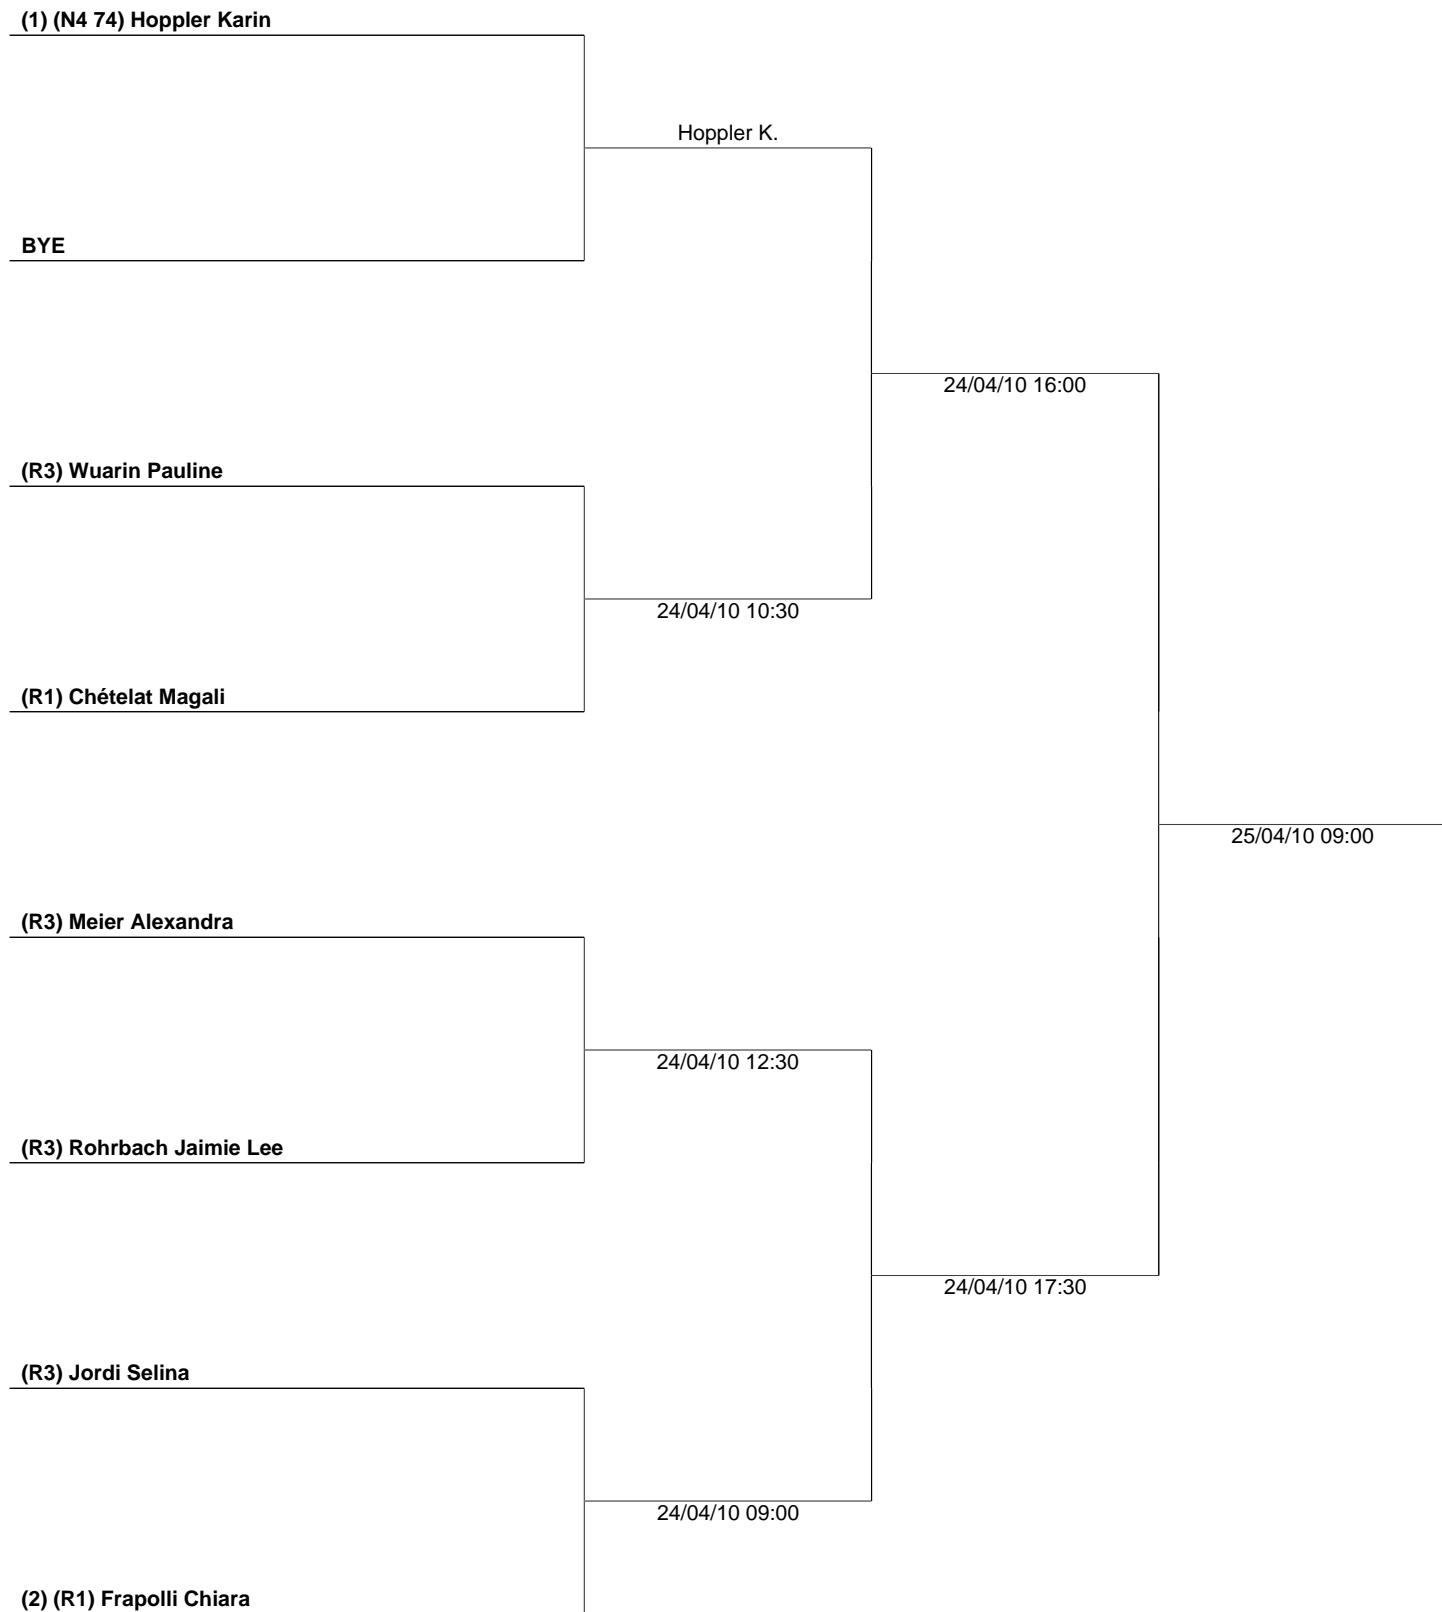 (1) (N4 74) Hoppler Karin
Hoppler K.
BYE
24/04/10 16:00
(R3) Wuarin Pauline
24/04/10 10:30
(R1) Chételat Magali
25/04/10 09:00
(R3) Meier Alexandra
24/04/10 12:30
(R3) Rohrbach Jaimie Lee
24/04/10 17:30
(R3) Jordi Selina
24/04/10 09:00
(2) (R1) Frapolli Chiara